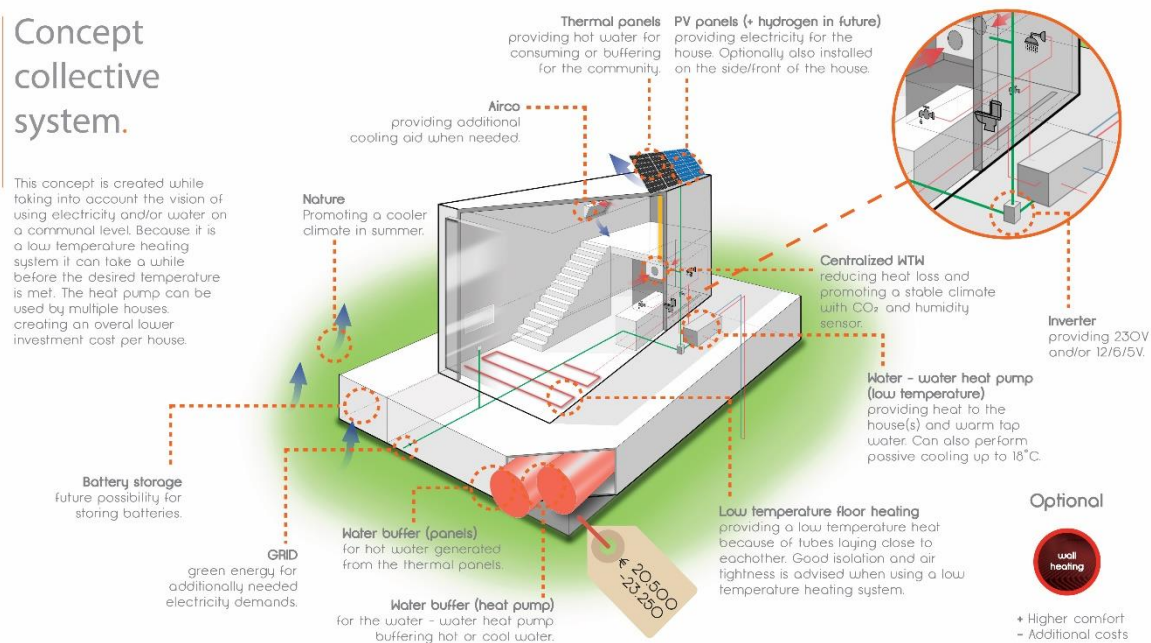 Concept
collective
system.
This concept is created while
taking into account the vision of
using electricity and/or water on
a communal level. Because it is
a low temperature heating
system it can take a while
before the desired temperature
is met. The heat pump can be
used by multiple houses.
creating an overal lower
investment cost per house.
Thermal panels
providing hot water for
consuming or buffering
for the community.
PV panels (+ hydrogen in future)
providing electricity for the
house. Optionally also installed
on the side/front of the house.
Airco
providing additional
cooling aid when needed.
Nature
Promoting a cooler
climate in summer.
Centralized WTW
reducing heat loss and
promoting a stable climate
with CO₂ and humidity
sensor.
Inverter
providing 230V
and/or 12/6/5V.
Water - water heat pump
(low temperature)
providing heat to the
house(s) and warm tap
water. Can also perform
passive cooling up to 18°C.
Battery storage
future possibility for
storing batteries.
GRID
green energy for
additionally needed
electricity demands.
Water buffer (panels)
for hot water generated
from the thermal panels.
Water buffer (heat pump)
for the water - water heat pump
buffering hot or cool water.
€ 20.500
-23.250
Low temperature floor heating
providing a low temperature heat
because of tubes laying close to
eachother. Good isolation and air
tightness is advised when using a low
temperature heating system.
Optional
wall
heating
+ Higher comfort
- Additional costs